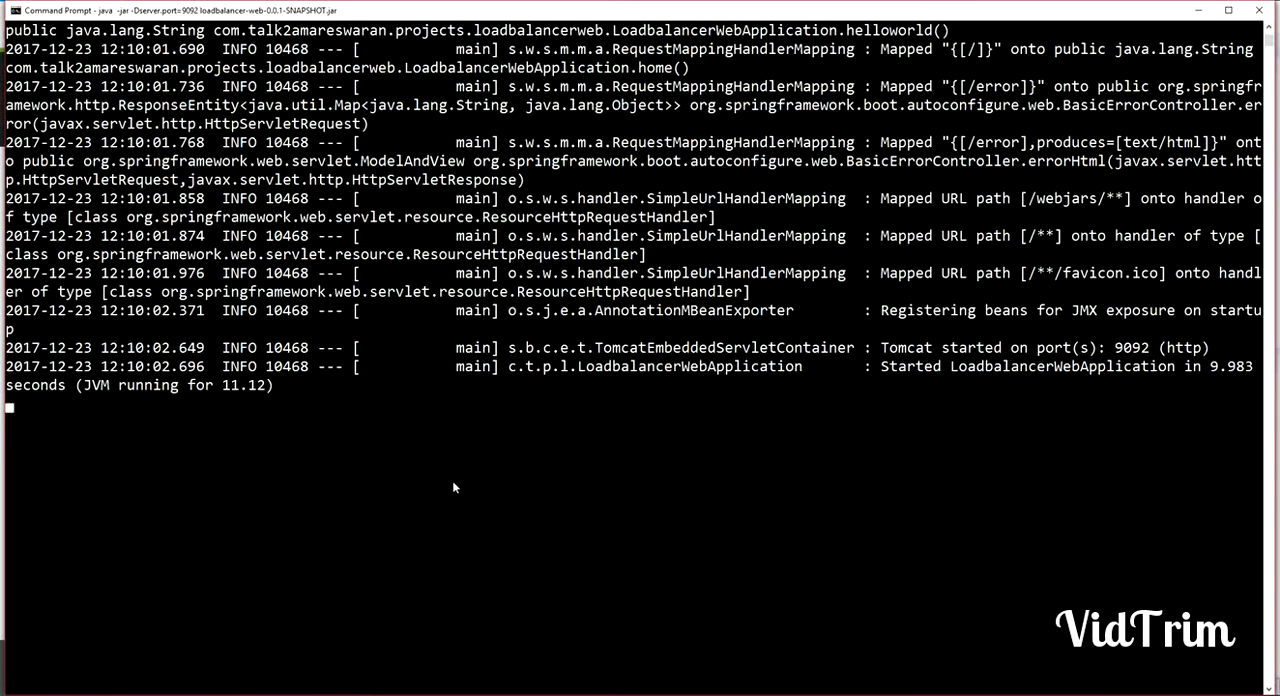 Command Prompt - java  -jar -Dserver.port=9092 loadbalancer-web-0.0.1-SNAPSHOT.jar
public java.lang.String com.talk2amareswaran.projects.loadbalancerweb.LoadbalancerWebApplication.helloworld()
2017-12-23 12:10:01.690  INFO 10468 --- [           main] s.w.s.m.m.a.RequestMappingHandlerMapping : Mapped "{[/]}" onto public java.lang.String
com.talk2amareswaran.projects.loadbalancerweb.LoadbalancerWebApplication.home()
2017-12-23 12:10:01.736  INFO 10468 --- [           main] s.w.s.m.m.a.RequestMappingHandlerMapping : Mapped "{[/error]}" onto public org.springfr
amework.http.ResponseEntity<java.util.Map<java.lang.String, java.lang.Object>> org.springframework.boot.autoconfigure.web.BasicErrorController.er
ror(javax.servlet.http.HttpServletRequest)
2017-12-23 12:10:01.768  INFO 10468 --- [           main] s.w.s.m.m.a.RequestMappingHandlerMapping : Mapped "{[/error],produces=[text/html]}" ont
o public org.springframework.web.servlet.ModelAndView org.springframework.boot.autoconfigure.web.BasicErrorController.errorHtml(javax.servlet.htt
p.HttpServletRequest,javax.servlet.http.HttpServletResponse)
2017-12-23 12:10:01.858  INFO 10468 --- [           main] o.s.w.s.handler.SimpleUrlHandlerMapping  : Mapped URL path [/webjars/**] onto handler o
f type [class org.springframework.web.servlet.resource.ResourceHttpRequestHandler]
2017-12-23 12:10:01.874  INFO 10468 --- [           main] o.s.w.s.handler.SimpleUrlHandlerMapping  : Mapped URL path [/**] onto handler of type [
class org.springframework.web.servlet.resource.ResourceHttpRequestHandler]
2017-12-23 12:10:01.976  INFO 10468 --- [           main] o.s.w.s.handler.SimpleUrlHandlerMapping  : Mapped URL path [/**/favicon.ico] onto handl
er of type [class org.springframework.web.servlet.resource.ResourceHttpRequestHandler]
2017-12-23 12:10:02.371  INFO 10468 --- [           main] o.s.j.e.a.AnnotationMBeanExporter        : Registering beans for JMX exposure on startu
p
2017-12-23 12:10:02.649  INFO 10468 --- [           main] s.b.c.e.t.TomcatEmbeddedServletContainer : Tomcat started on port(s): 9092 (http)
2017-12-23 12:10:02.696  INFO 10468 --- [           main] c.t.p.l.LoadbalancerWebApplication       : Started LoadbalancerWebApplication in 9.983
seconds (JVM running for 11.12)
VidTrim